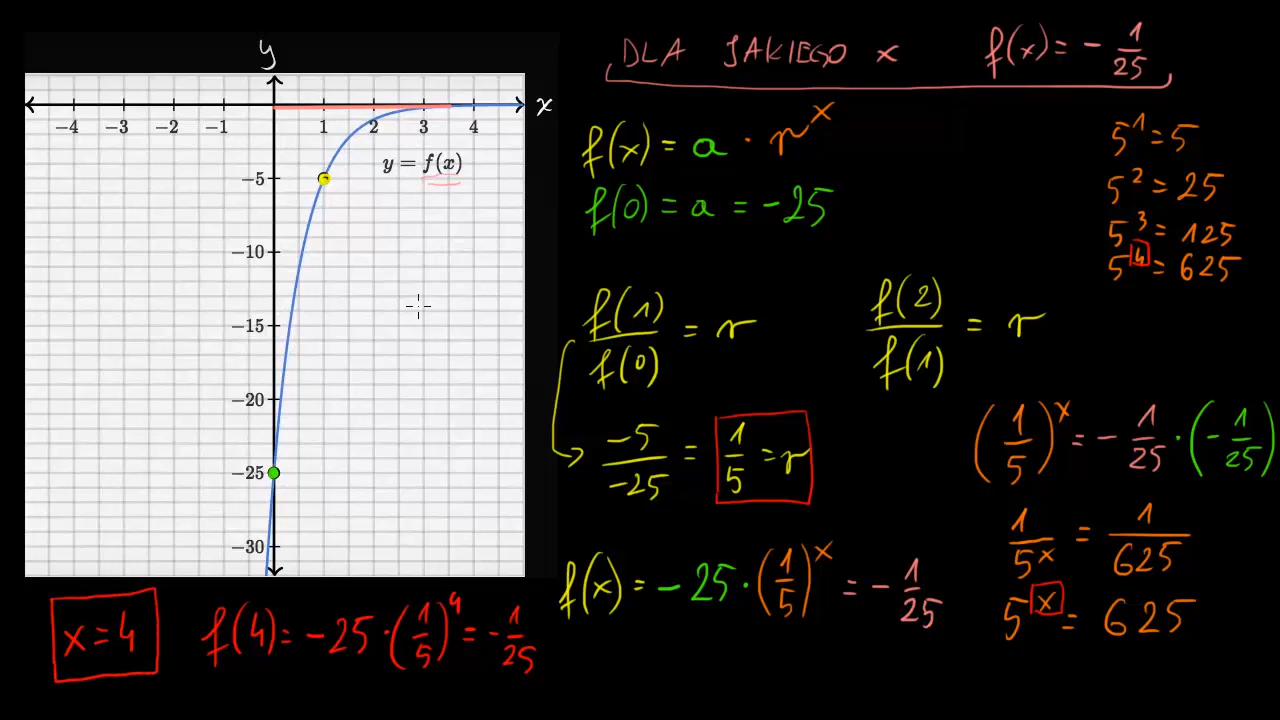 y
x
-4 -3 -2 -1 1 2 3 4
y = f(x)
-5
-10
-15
-20
-25
-30
DLA JAKIEGO x f(x) = - 1/25
f(x) = a · r^x
f(0) = a = -25
5^1 = 5
5^2 = 25
5^3 = 125
5^4 = 625
f(1)/f(0) = r
f(2)/f(1) = r
-5/-25 = 1/5 = r
(1/5)^x = - 1/25 · (- 1/25)
1/5^x = 1/625
5^x = 625
f(x) = -25 · (1/5)^x = - 1/25
x = 4
f(4) = -25 · (1/5)^4 = - 1/25